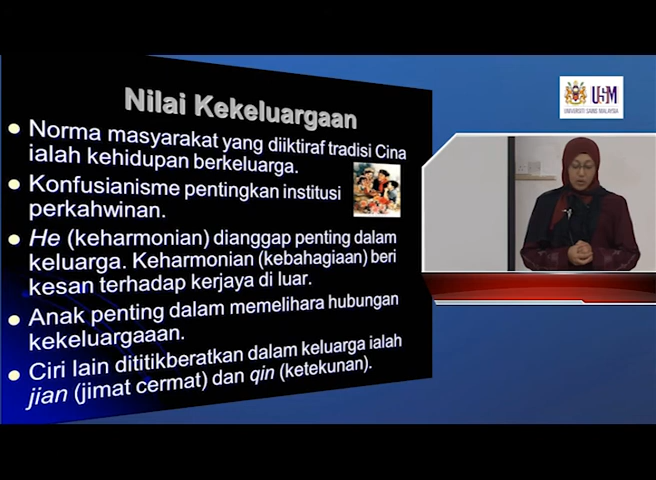 Nilai Kekeluargaan
• Norma masyarakat yang diiktiraf tradisi Cina
ialah kehidupan berkeluarga.
• Konfusianisme pentingkan institusi
perkahwinan.
• He (keharmonian) dianggap penting dalam
keluarga. Keharmonian (kebahagiaan) beri
kesan terhadap kerjaya di luar.
• Anak penting dalam memelihara hubungan
kekeluargaaan.
• Ciri lain dititikberatkan dalam keluarga ialah
jian (jimat cermat) dan qin (ketekunan).
USM
UNIVERSITI SAINS MALAYSIA